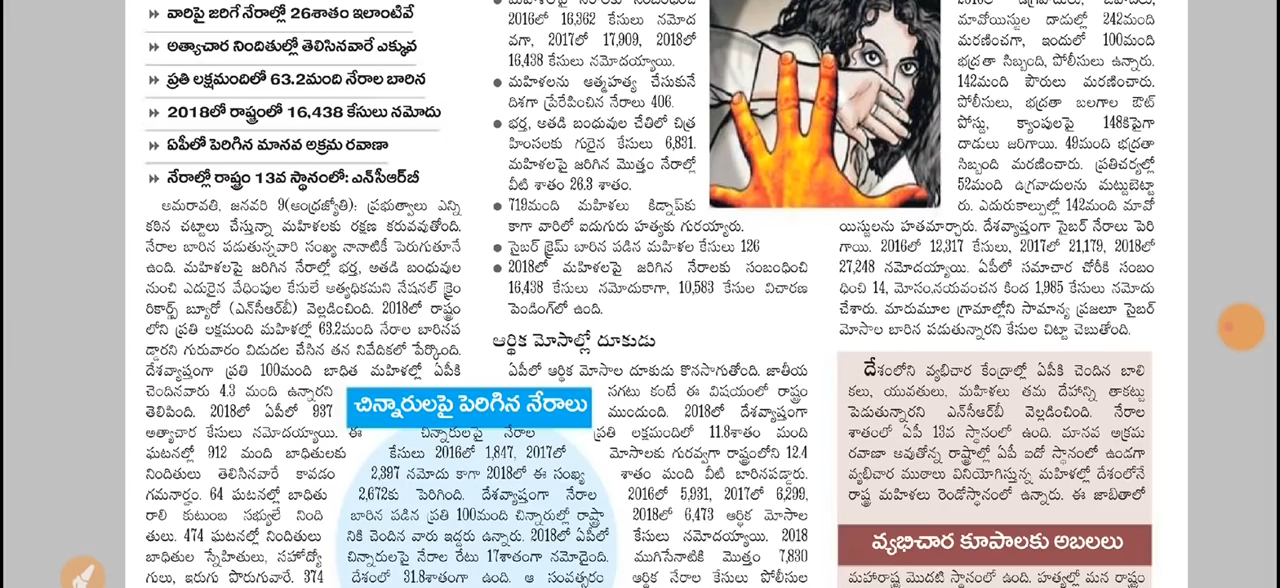 వారిపై జరిగే నేరాల్లో 26శాతం ఇలాంటివే
అత్యాచార నిందితుల్లో తెలిసినవారే ఎక్కువ
ప్రతి లక్షమందిలో 63.2మంది నేరాల బారిన
2018లో రాష్ట్రంలో 16,438 కేసులు నమోదు
ఏపీలో పెరిగిన మానవ అక్రమ రవాణా
నేరాల్లో రాష్ట్రం 13వ స్థానంలో: ఎన్‌సీఆర్‌బీ
అమరావతి, జనవరి 9(ఆంధ్రజ్యోతి): ప్రభుత్వాలు ఎన్ని
కఠిన చట్టాలు చేస్తున్నా మహిళలకు రక్షణ కరువవుతోంది.
నేరాల బారిన పడుతున్నవారి సంఖ్య నానాటికీ పెరుగుతూనే
ఉంది. మహిళలపై జరిగిన నేరాల్లో భర్త, అతడి బంధువుల
నుంచి ఎదురైన వేధింపుల కేసులే అత్యధికమని నేషనల్ క్రైం
రికార్డ్స్ బ్యూరో (ఎన్‌సీఆర్‌బీ) వెల్లడించింది. 2018లో రాష్ట్రం
లోని ప్రతి లక్షమంది మహిళల్లో 63.2మంది నేరాల బారినప
డ్డారని గురువారం విడుదల చేసిన తన నివేదికలో పేర్కొంది.
దేశవ్యాప్తంగా ప్రతి 100మంది బాధిత మహిళల్లో ఏపీకి
చెందినవారు 4.3 మంది ఉన్నారని
తెలిపింది. 2018లో ఏపీలో 937
అత్యాచార కేసులు నమోదయ్యాయి. ఈ
ఘటనల్లో 912 మంది బాధితులకు
నిందితులు తెలిసినవారే కావడం
గమనార్హం. 64 ఘటనల్లో బాధితు
రాలి కుటుంబ సభ్యులే నింది
తులు. 474 ఘటనల్లో నిందితులు
బాధితుల స్నేహితులు, సహోద్యో
గులు, ఇరుగు పొరుగువారే. 374
చిన్నారులపై పెరిగిన నేరాలు
చిన్నారులపై నేరాల
కేసులు 2016లో 1,847, 2017లో
2,397 నమోదు కాగా 2018లో ఈ సంఖ్య
2,672కు పెరిగింది. దేశవ్యాప్తంగా నేరాల
బారిన పడిన ప్రతి 100మంది చిన్నారుల్లో రాష్ట్రా
నికి చెందిన వారు ఇద్దరు ఉన్నారు. 2018లో ఏపీలో
చిన్నారులపై నేరాల రేటు 17శాతంగా నమోదైంది.
దేశంలో 31.8శాతంగా ఉంది. ఆ సంవత్సరం
2016లో 16,362 కేసులు నమోద
వగా, 2017లో 17,909, 2018లో
16,438 కేసులు నమోదయ్యాయి.
మహిళలను ఆత్మహత్య చేసుకునే
దిశగా ప్రేరేపించిన నేరాలు 406.
భర్త, అతడి బంధువుల చేతిలో చిత్ర
హింసలకు గురైన కేసులు 6,831.
మహిళలపై జరిగిన మొత్తం నేరాల్లో
వీటి శాతం 26.3 శాతం.
719మంది మహిళలు కిడ్నాప్‌కు
కాగా వారిలో ఐదుగురు హత్యకు గురయ్యారు.
సైబర్ క్రైమ్ బారిన పడిన మహిళల కేసులు 126
2018లో మహిళలపై జరిగిన నేరాలకు సంబంధించి
16,438 కేసులు నమోదుకాగా, 10,583 కేసుల విచారణ
పెండింగ్‌లో ఉంది.
ఆర్థిక మోసాల్లో దూకుడు
ఏపీలో ఆర్థిక మోసాల దూకుడు కొనసాగుతోంది. జాతీయ
సగటు కంటే ఈ విషయంలో రాష్ట్రం
ముందుంది. 2018లో దేశవ్యాప్తంగా
ప్రతి లక్షమందిలో 11.8శాతం మంది
మోసాలకు గురవ్వగా రాష్ట్రంలోని 12.4
శాతం మంది వీటి బారినపడ్డారు.
2016లో 5,931, 2017లో 6,299,
2018లో 6,473 ఆర్థిక మోసాల
కేసులు నమోదయ్యాయి. 2018
ముగిసేనాటికి మొత్తం 7,830
ఆర్థిక నేరాల కేసులు పోలీసుల
మావోయిస్టుల దాడుల్లో 242మంది
మరణించగా, ఇందులో 100మంది
భద్రతా సిబ్బంది, పోలీసులు ఉన్నారు.
142మంది పౌరులు మరణించారు.
పోలీసులు, భద్రతా బలగాల ఔట్
పోస్టు, క్యాంపులపై 148కిపైగా
దాడులు జరిగాయి. 49మంది భద్రతా
సిబ్బంది మరణించారు. ప్రతిచర్యల్లో
52మంది ఉగ్రవాదులను మట్టుబెట్టా
రు. ఎదురుకాల్పుల్లో 142మంది మావో
యిస్టులను హతమార్చారు. దేశవ్యాప్తంగా సైబర్ నేరాలు పెరి
గాయి. 2016లో 12,317 కేసులు, 2017లో 21,179, 2018లో
27,248 నమోదయ్యాయి. ఏపీలో సమాచార చోరీకి సంబం
ధించి 14, మోసం,నయవంచన కింద 1,985 కేసులు నమోదు
చేశారు. మారుమూల గ్రామాల్లోని సామాన్య ప్రజలూ సైబర్
మోసాల బారిన పడుతున్నారని కేసుల చిట్టా చెబుతోంది.
దేశంలోని వ్యభిచార కేంద్రాల్లో ఏపీకి చెందిన బాలి
కలు, యువతులు, మహిళలు తమ దేహాన్ని తాకట్టు
పెడుతున్నారని ఎన్‌సీఆర్‌బీ వెల్లడించింది. నేరాల
శాతంలో ఏపీ 13వ స్థానంలో ఉంది. మానవ అక్రమ
రవాణా అవుతోన్న రాష్ట్రాల్లో ఏపీ ఐదో స్థానంలో ఉండగా
వ్యభిచార ముఠాలు వినియోగిస్తున్న మహిళల్లో దేశంలోనే
రాష్ట్ర మహిళలు రెండోస్థానంలో ఉన్నారు. ఈ జాబితాలో
వ్యభిచార కూపాలకు అబలలు
మహారాష్ట్ర మొదటి స్థానంలో ఉంది. హత్యల్లో మన రాష్ట్రం